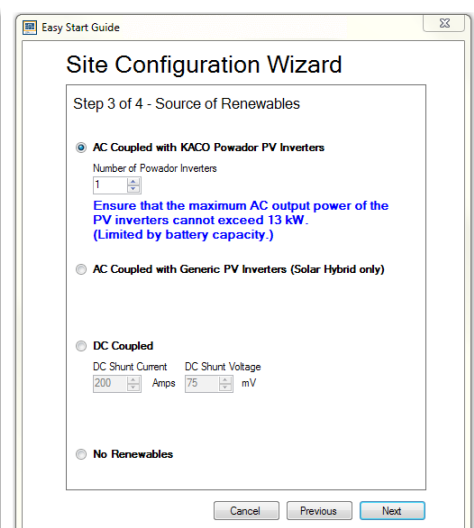 Easy Start Guide
Site Configuration Wizard
Step 3 of 4 - Source of Renewables
AC Coupled with KACO Powador PV Inverters
Number of Powador Inverters
1
Ensure that the maximum AC output power of the
PV inverters cannot exceed 13 kW.
(Limited by battery capacity.)
AC Coupled with Generic PV Inverters (Solar Hybrid only)
DC Coupled
DC Shunt Current DC Shunt Voltage
200 Amps 75 mV
No Renewables
Cancel Previous Next